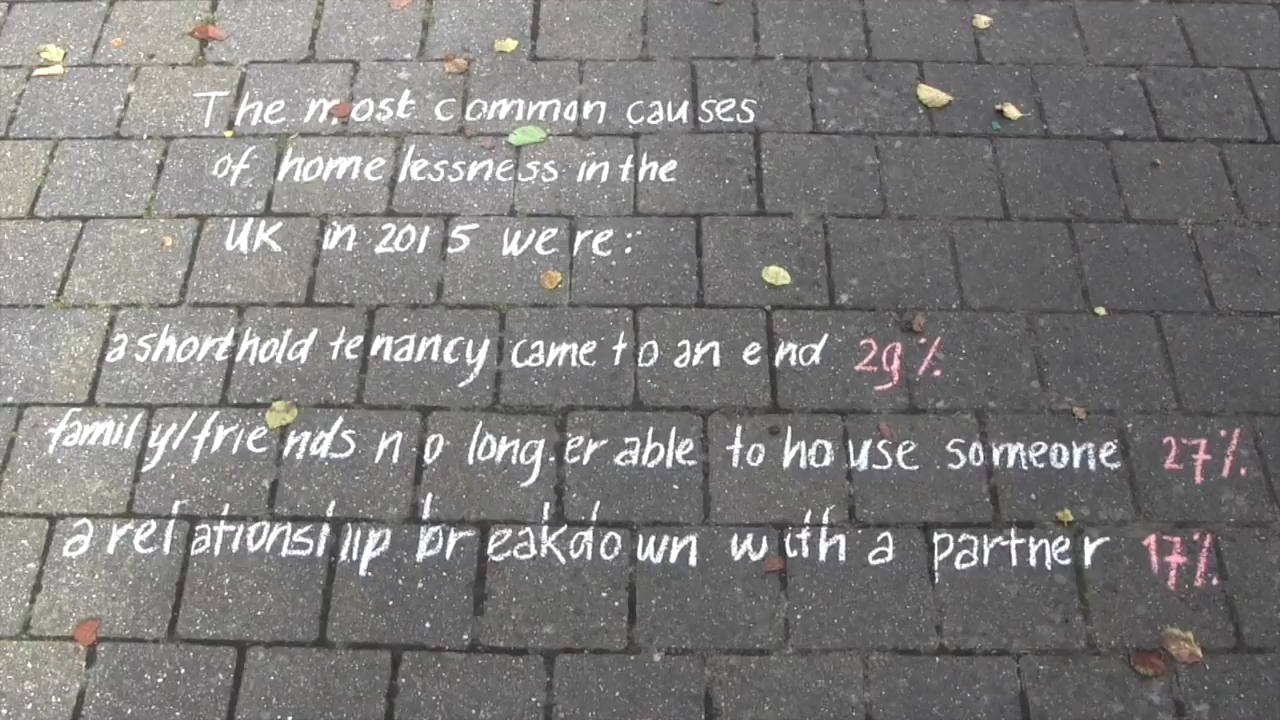 The most common causes
of homelessness in the
UK in 2015 were:
a shorthold tenancy came to an end 29%
family/friends no longer able to house someone 27%
a relationship breakdown with a partner 17%